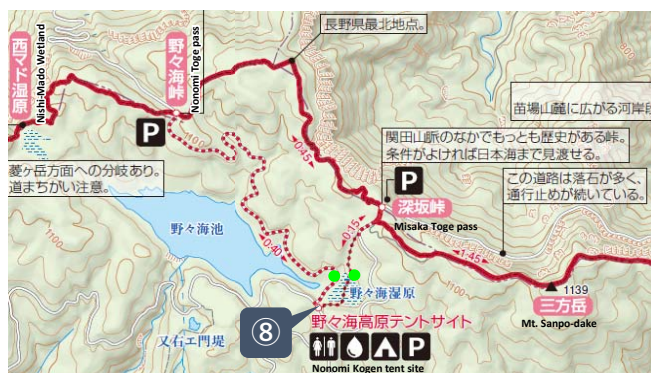 長野県最北地点。
西マド湿原
Nishi-Mado Wetland
野々海峠
Nonomi Toge pass
P
1100
苗場山麓に広がる河岸段
関田山脈のなかでもっとも歴史がある峠。
条件がよければ日本海まで見渡せる。
0:45
菱ヶ岳方面への分岐あり。
道まちがい注意。
P
この道路は落石が多く、
通行止めが続いている。
深坂峠
Misaka Toge pass
野々海池
0:15
0:40
1:45
1100
1139
三方岳
Mt. Sanpo-dake
野々海湿原
⑧
野々海高原テントサイト
P
Nonomi Kogen tent site
又右エ門堤